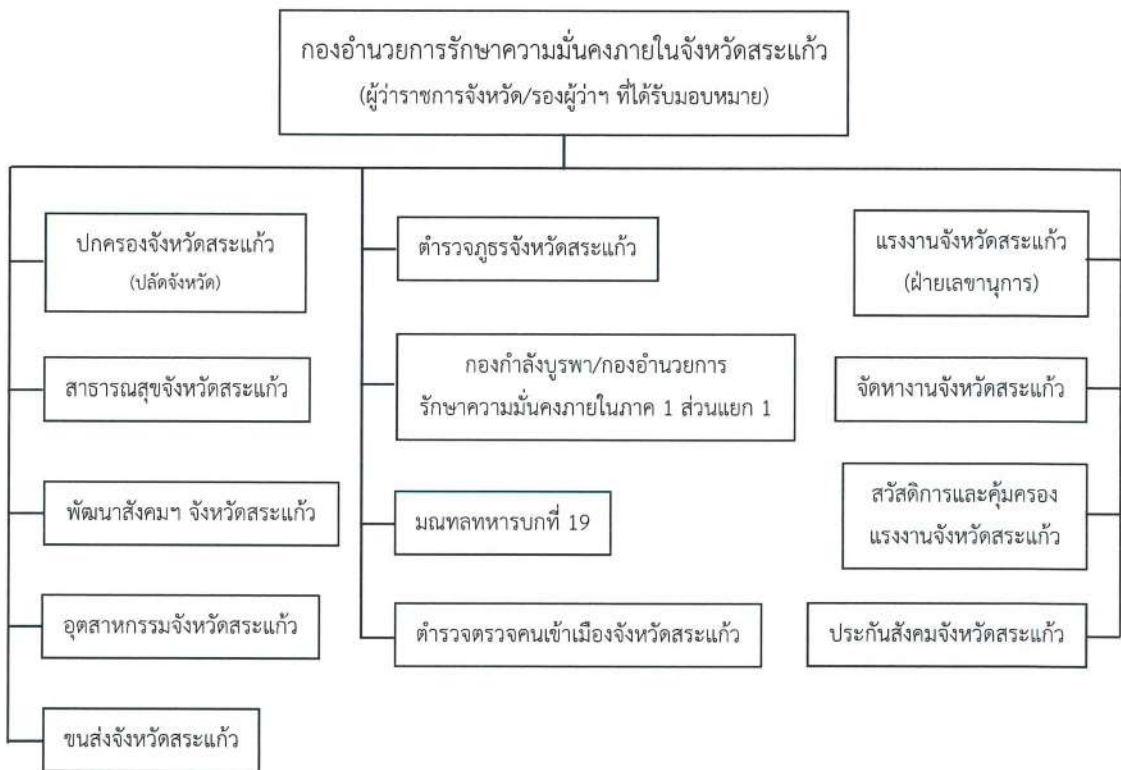 กองอำนวยการรักษาความมั่นคงภายในจังหวัดสระแก้ว
(ผู้ว่าราชการจังหวัด/รองผู้ว่าฯ ที่ได้รับมอบหมาย)
ปกครองจังหวัดสระแก้ว
(ปลัดจังหวัด)
สาธารณสุขจังหวัดสระแก้ว
พัฒนาสังคมฯ จังหวัดสระแก้ว
อุตสาหกรรมจังหวัดสระแก้ว
ขนส่งจังหวัดสระแก้ว
ตำรวจภูธรจังหวัดสระแก้ว
กองกำลังบูรพา/กองอำนวยการ
รักษาความมั่นคงภายในภาค 1 ส่วนแยก 1
มณฑลทหารบกที่ 19
ตำรวจตรวจคนเข้าเมืองจังหวัดสระแก้ว
แรงงานจังหวัดสระแก้ว
(ฝ่ายเลขานุการ)
จัดหางานจังหวัดสระแก้ว
สวัสดิการและคุ้มครอง
แรงงานจังหวัดสระแก้ว
ประกันสังคมจังหวัดสระแก้ว